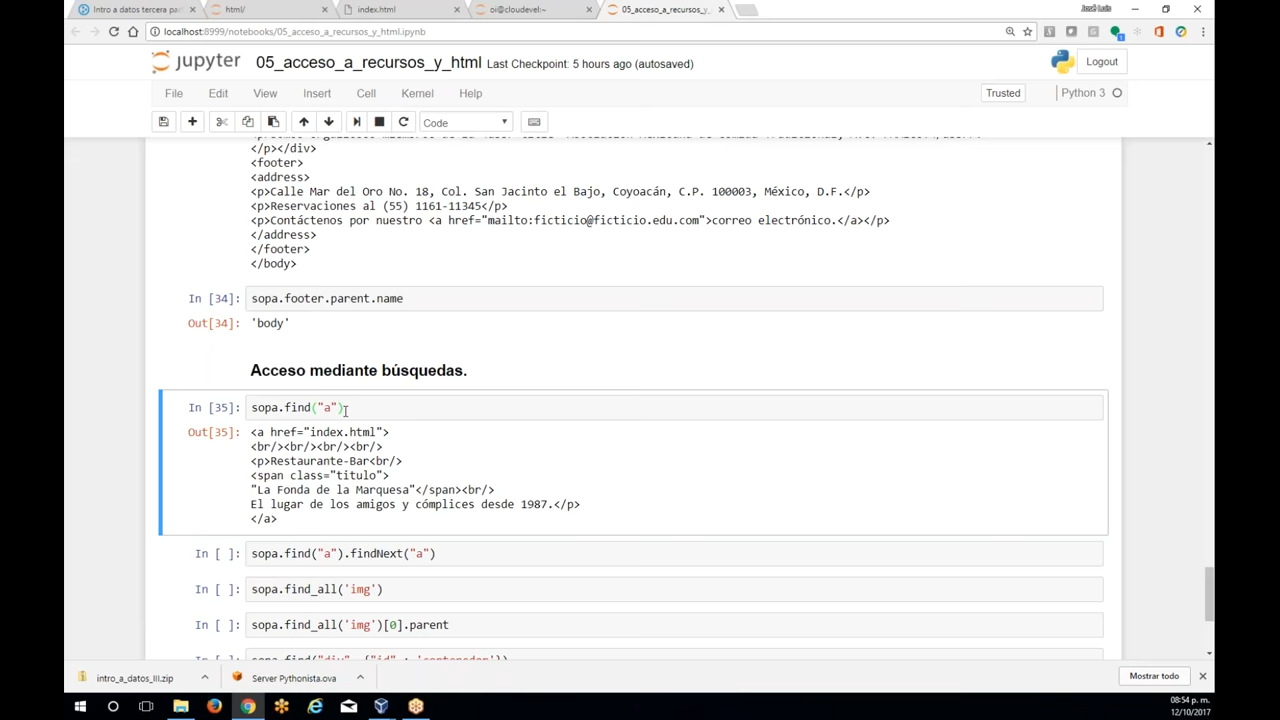 Intro a datos tercera par
html/
index.html
oi@cloudevel:~
05_acceso_a_recursos_y_
José Luis
localhost:8999/notebooks/05_acceso_a_recursos_y_html.ipynb
jupyter 05_acceso_a_recursos_y_html Last Checkpoint: 5 hours ago (autosaved)
Logout
File Edit View Insert Cell Kernel Help
Trusted
Python 3
Code
</p></div>
<footer>
<address>
<p>Calle Mar del Oro No. 18, Col. San Jacinto el Bajo, Coyoacán, C.P. 100003, México, D.F.</p>
<p>Reservaciones al (55) 1161-11345</p>
<p>Contáctenos por nuestro <a href="mailto:ficticio@ficticio.edu.com">correo electrónico.</a></p>
</address>
</footer>
</body>
In [34]: sopa.footer.parent.name
Out[34]: 'body'
Acceso mediante búsquedas.
In [35]: sopa.find("a")
Out[35]: <a href="index.html">
<br/><br/><br/><br/>
<p>Restaurante-Bar<br/>
<span class="titulo">
"La Fonda de la Marquesa"</span><br/>
El lugar de los amigos y cómplices desde 1987.</p>
</a>
In [ ]: sopa.find("a").findNext("a")
In [ ]: sopa.find_all('img')
In [ ]: sopa.find_all('img')[0].parent
intro_a_datos_III.zip
Server Pythonista.ova
Mostrar todo
08:54 p. m.
12/10/2017